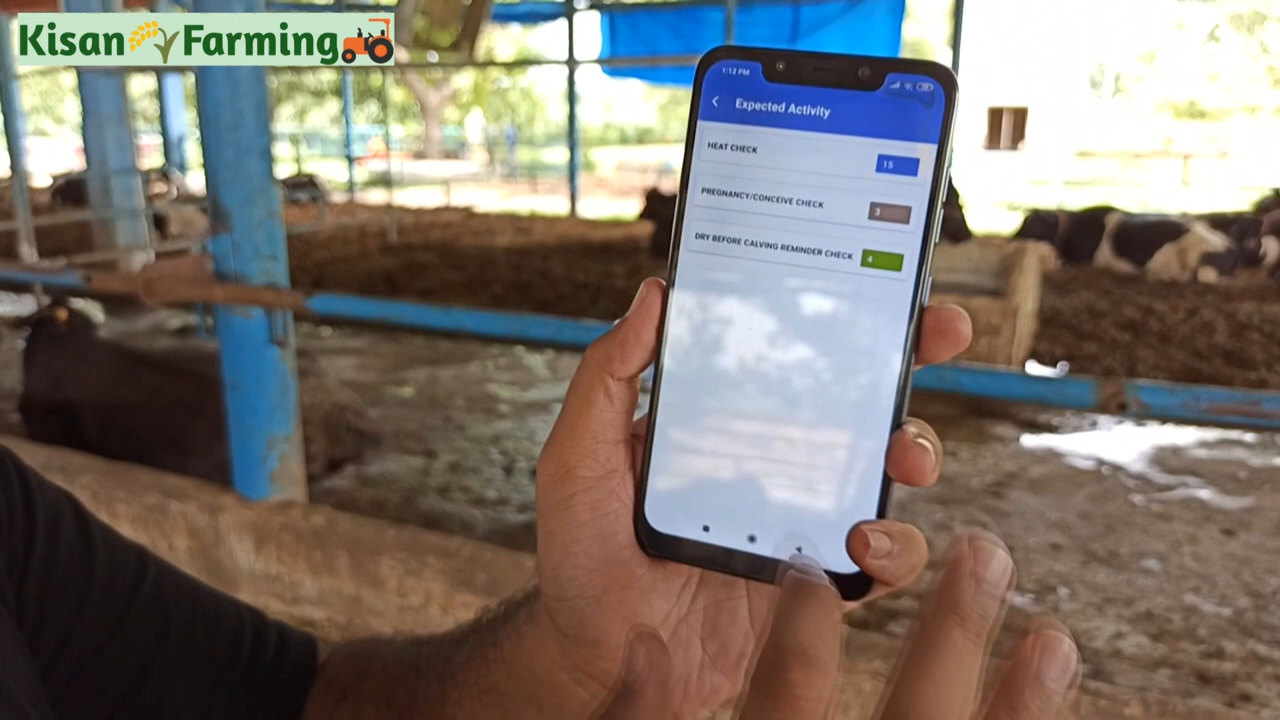 Kisan Farming
1:12 PM
Expected Activity
HEAT CHECK
15
PREGNANCY/CONCEIVE CHECK
3
DRY BEFORE CALVING REMINDER CHECK
4